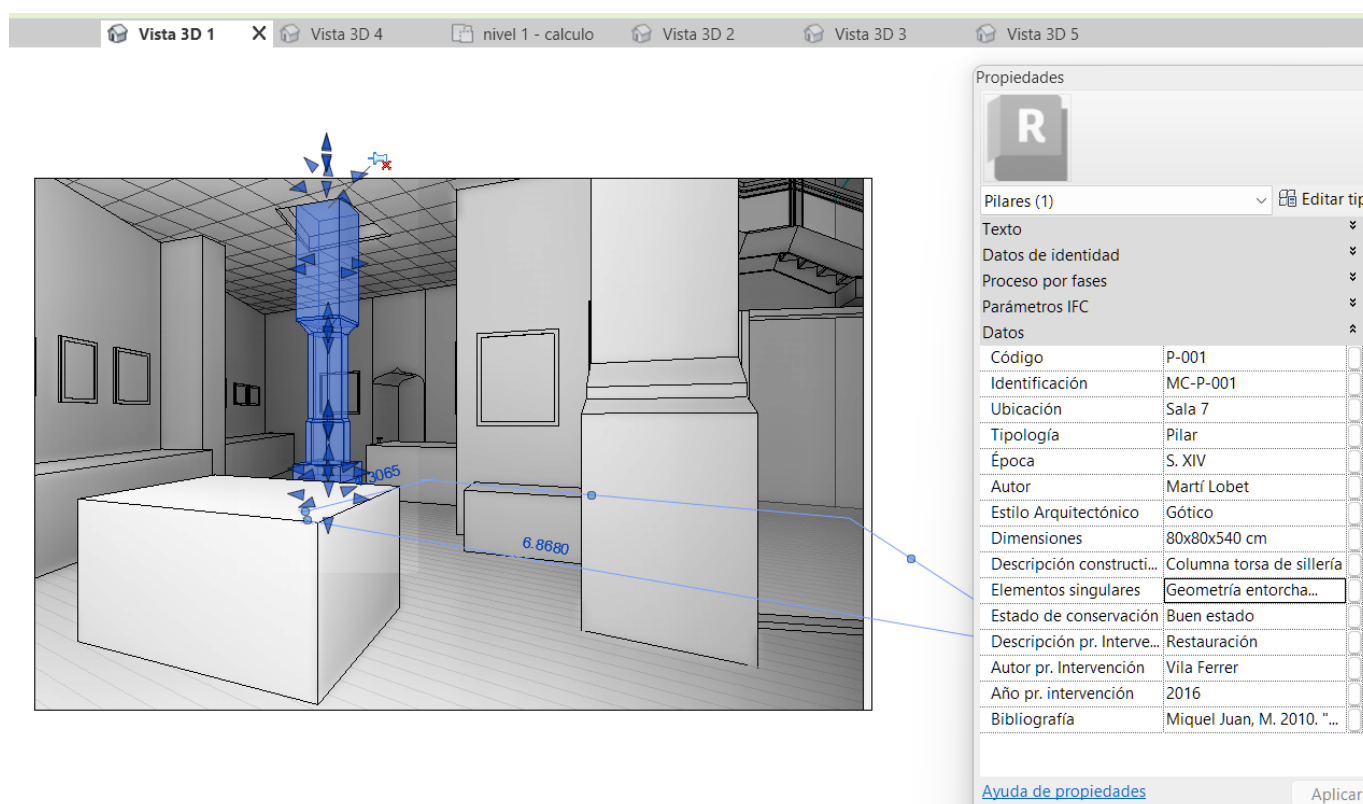 Vista 3D 1 X Vista 3D 4 nivel 1 - calculo Vista 3D 2 Vista 3D 3 Vista 3D 5
Propiedades
R
Pilares (1) Editar tip
Texto
Datos de identidad
Proceso por fases
Parámetros IFC
Datos
Código P-001
Identificación MC-P-001
Ubicación Sala 7
Tipología Pilar
Época S. XIV
Autor Martí Lobet
Estilo Arquitectónico Gótico
Dimensiones 80x80x540 cm
Descripción constructi... Columna torsa de sillería
Elementos singulares Geometría entorcha...
Estado de conservación Buen estado
Descripción pr. Interve... Restauración
Autor pr. Intervención Vila Ferrer
Año pr. intervención 2016
Bibliografía Miquel Juan, M. 2010. "...
Ayuda de propiedades Aplicar
6.8680